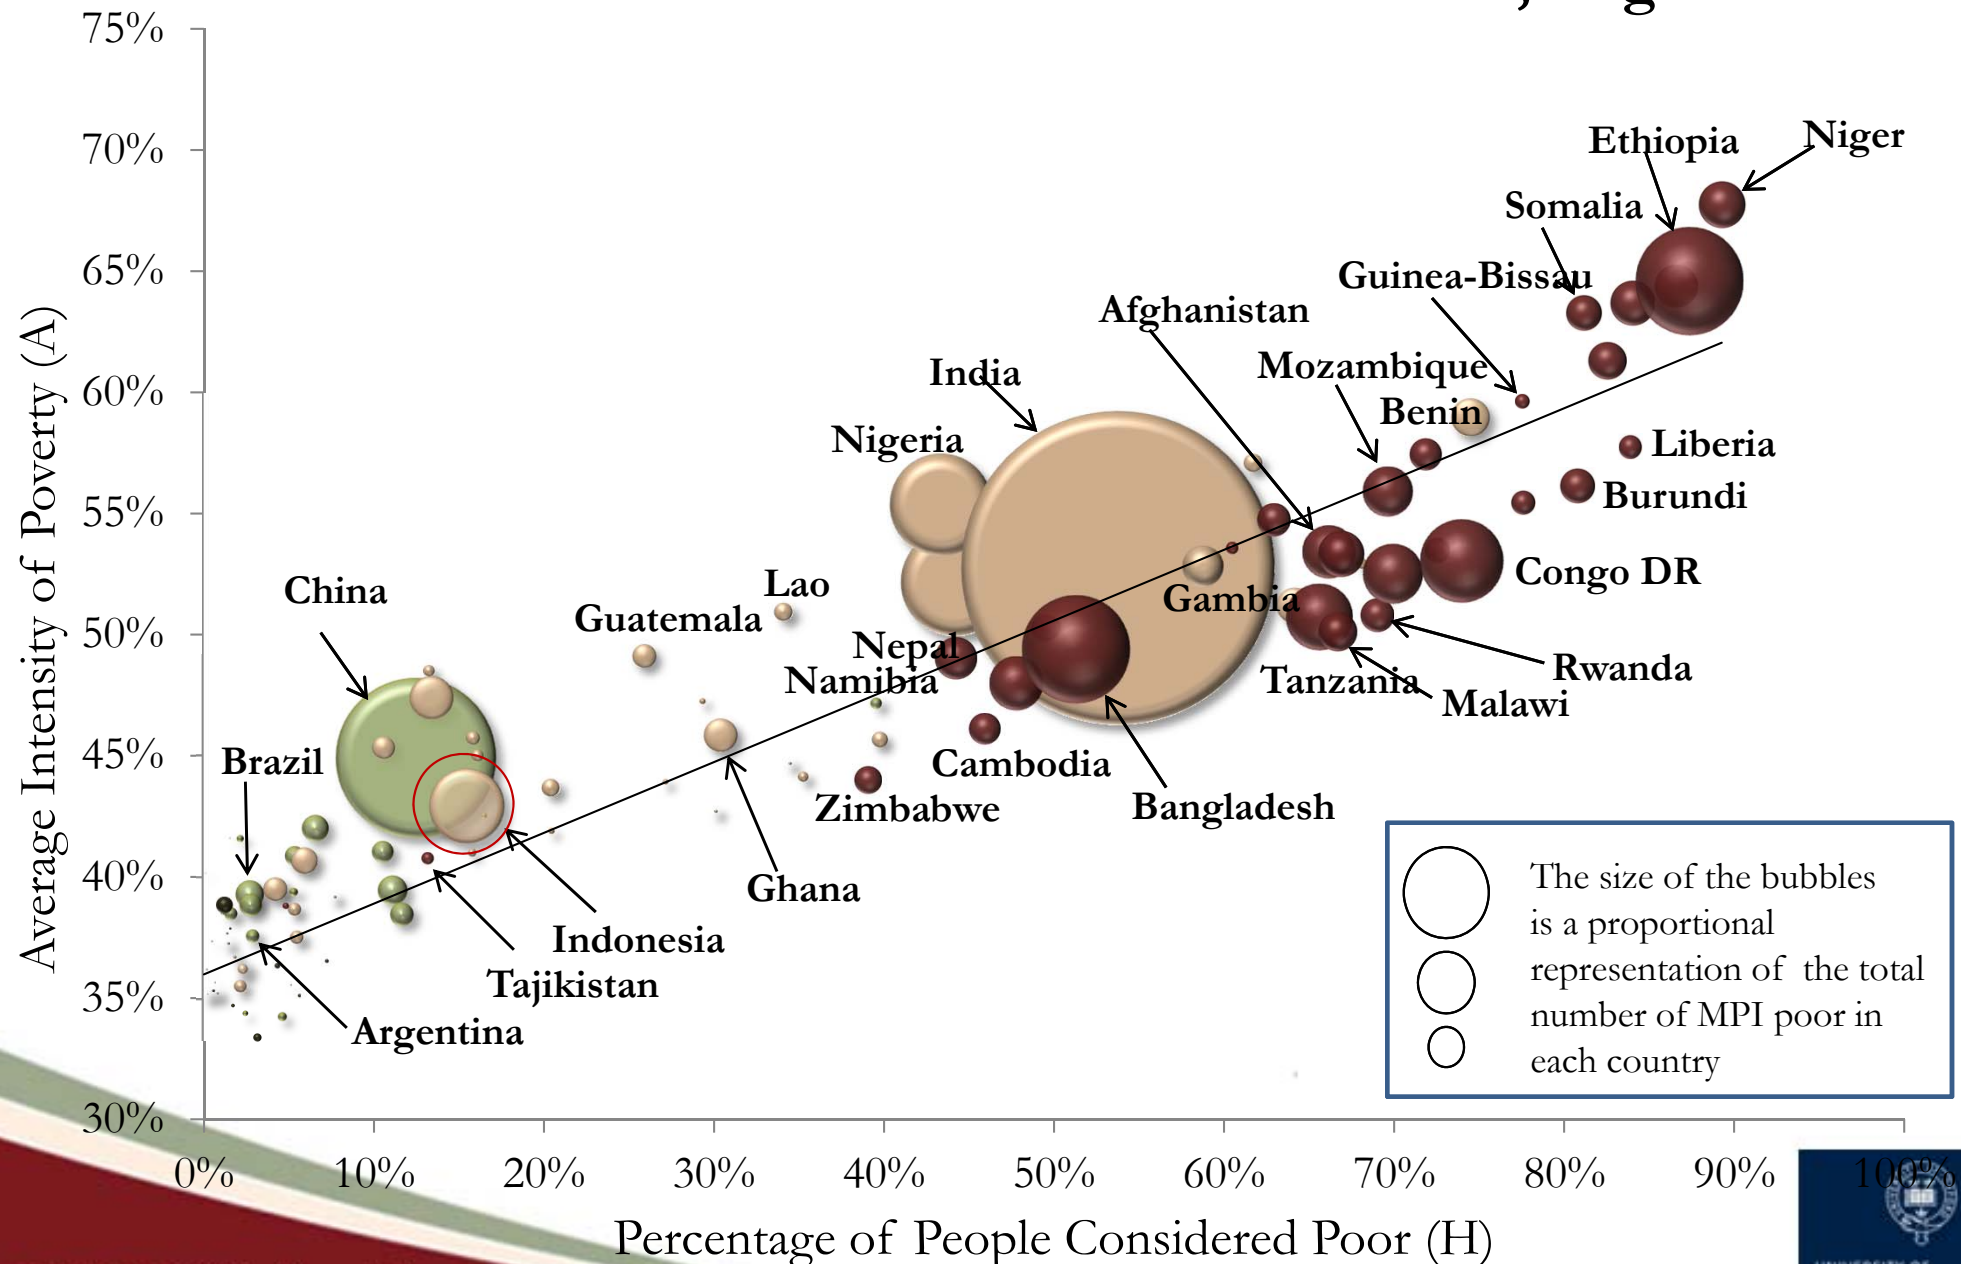 75%
70%
65%
60%
55%
50%
45%
40%
35%
30%
Average Intensity of Poverty (A)
0%
10%
20%
30%
40%
50%
60%
70%
80%
90%
100%
Percentage of People Considered Poor (H)
Ethiopia
Niger
Somalia
Guinea-Bissau
Afghanistan
Mozambique
India
Benin
Nigeria
Liberia
Burundi
Congo DR
China
Lao
Guatemala
Gambia
Nepal
Namibia
Tanzania
Rwanda
Malawi
Brazil
Cambodia
Zimbabwe
Bangladesh
Ghana
Indonesia
Tajikistan
Argentina
The size of the bubbles
is a proportional
representation of the total
number of MPI poor in
each country